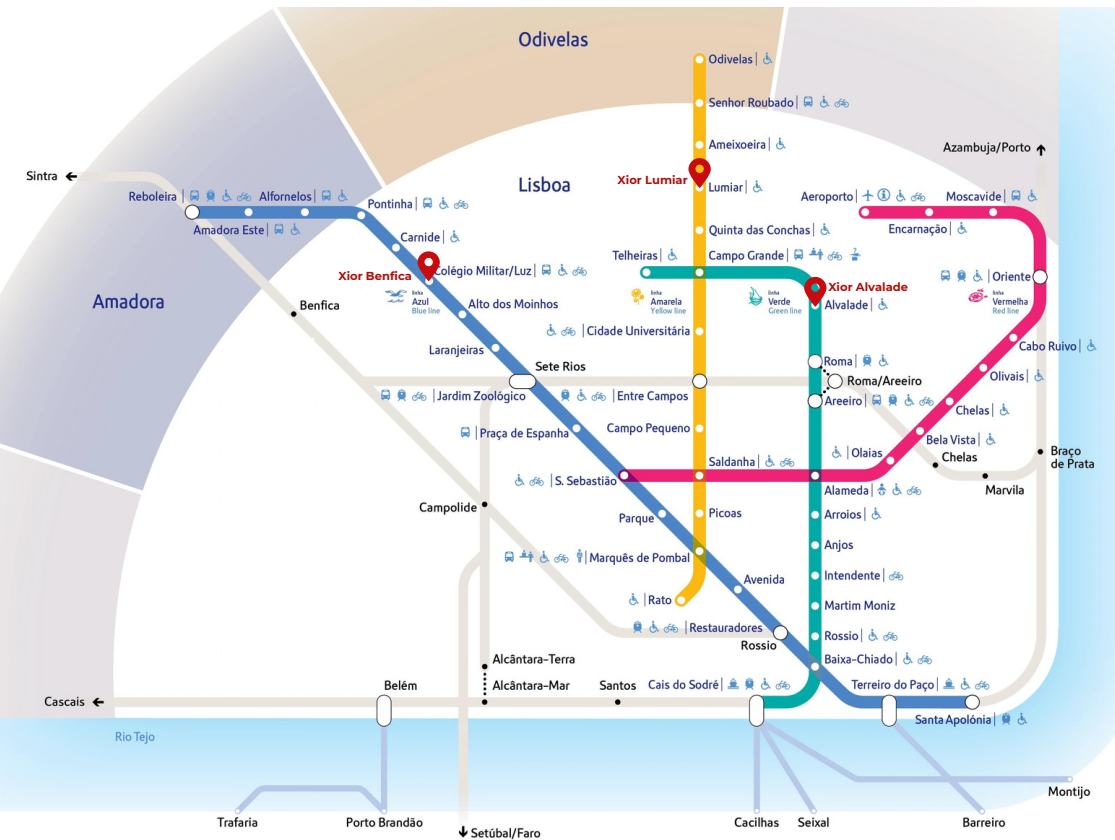 Odivelas
Odivelas
Senhor Roubado
Ameixoeira
Azambuja/Porto
Sintra
Xior Lumiar
Lisboa
Lumiar
Reboleira
Alfornelos
Pontinha
Aeroporto
Moscavide
Amadora Este
Encarnação
Carnide
Quinta das Conchas
Telheiras
Campo Grande
Xior Benfica
Colégio Militar/Luz
Oriente
Xior Alvalade
Amadora
Benfica
linha
Azul
Blue line
Alto dos Moinhos
linha
Amarela
Yellow line
linha
Verde
Green line
Alvalade
linha
Vermelha
Red line
Cidade Universitária
Laranjeiras
Cabo Ruivo
Sete Rios
Roma
Roma/Areeiro
Olivais
Jardim Zoológico
Entre Campos
Areeiro
Chelas
Praça de Espanha
Campo Pequeno
Bela Vista
Saldanha
Olaias
Chelas
Braço
de Prata
S. Sebastião
Alameda
Marvila
Campolide
Parque
Picoas
Arroios
Anjos
Marquês de Pombal
Avenida
Intendente
Rato
Martim Moniz
Restauradores
Rossio
Rossio
Baixa-Chiado
Alcântara-Terra
Alcântara-Mar
Belém
Santos
Cais do Sodré
Terreiro do Paço
Cascais
Santa Apolónia
Rio Tejo
Montijo
Trafaria
Porto Brandão
Setúbal/Faro
Cacilhas
Seixal
Barreiro